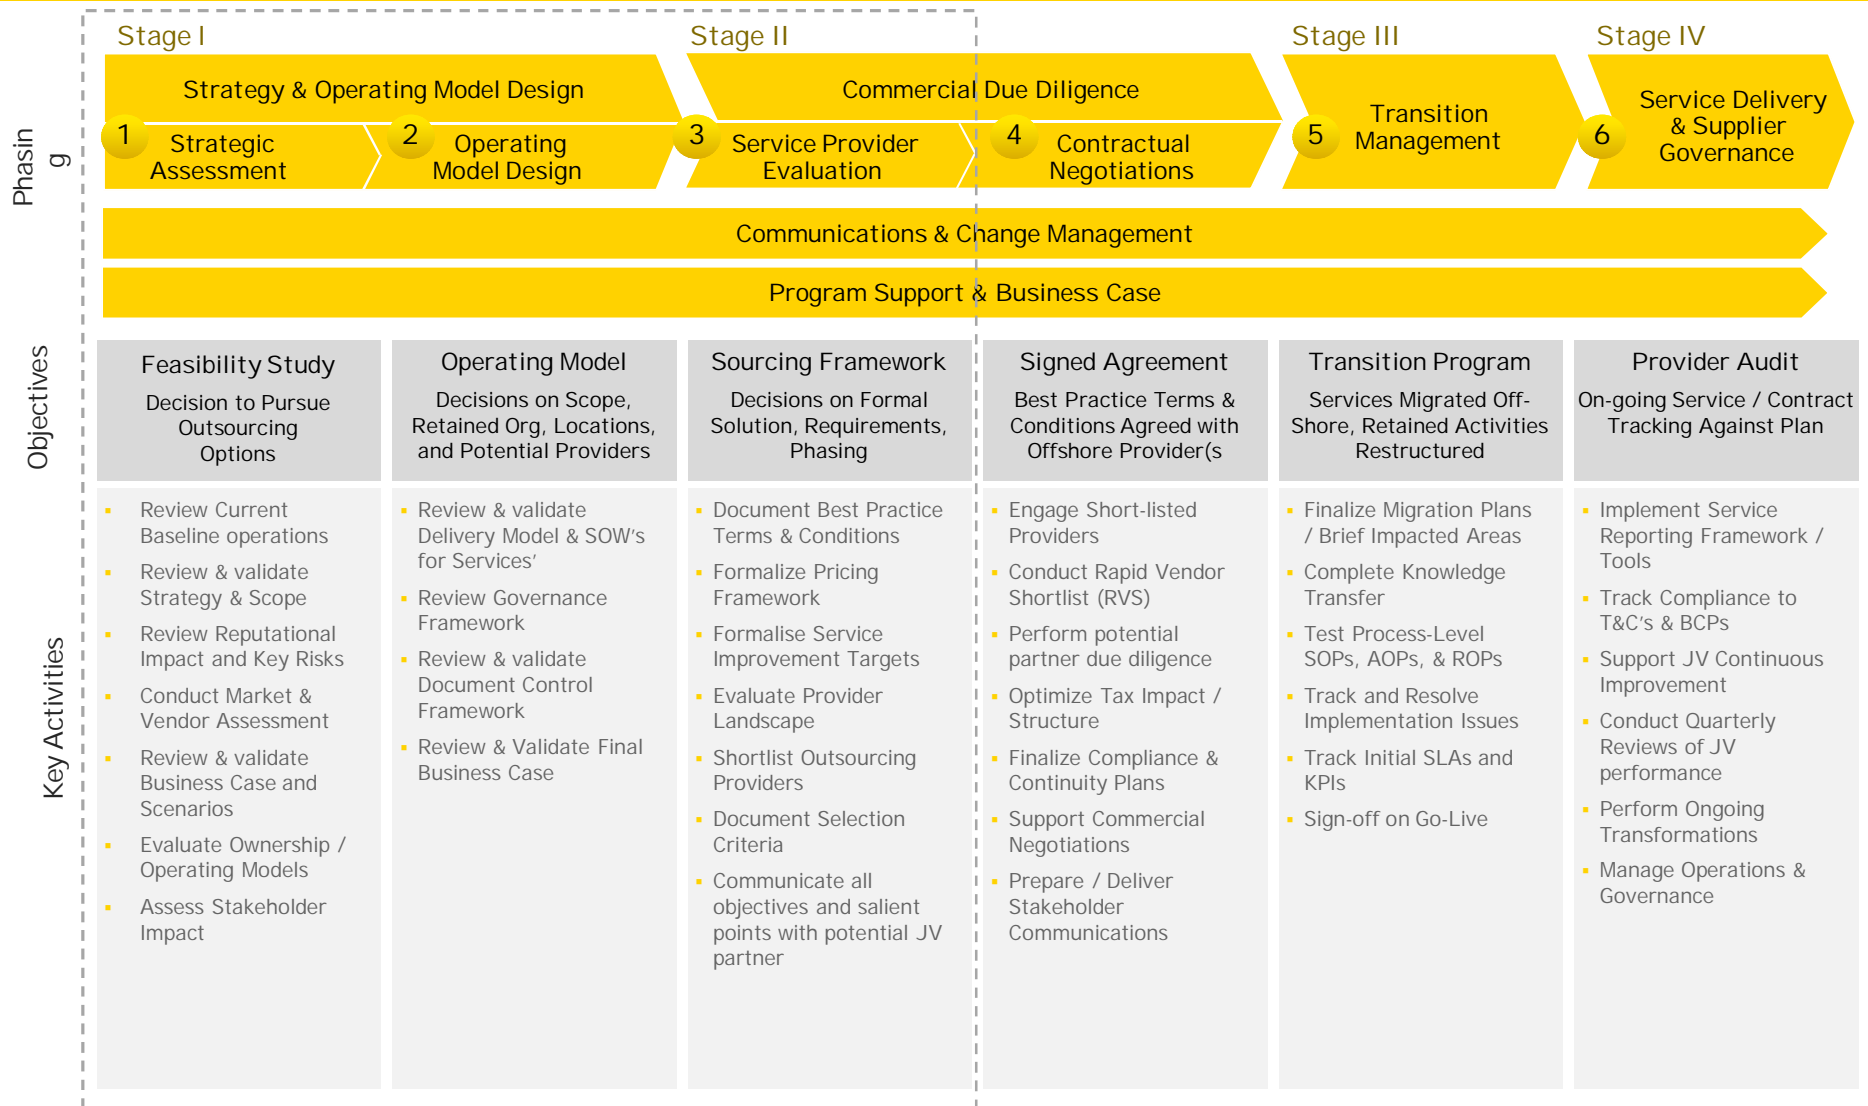 Stage I
Stage II
Stage III
Stage IV
Phasin
g
Strategy & Operating Model Design
Commercial Due Diligence
1
Strategic
Assessment
2
Operating
Model Design
3
Service Provider
Evaluation
4
Contractual
Negotiations
5
Transition
Management
6
Service Delivery
& Supplier
Governance
Communications & Change Management
Program Support & Business Case
Objectives
Feasibility Study
Decision to Pursue
Outsourcing
Options
Operating Model
Decisions on Scope,
Retained Org, Locations,
and Potential Providers
Sourcing Framework
Decisions on Formal
Solution, Requirements,
Phasing
Signed Agreement
Best Practice Terms &
Conditions Agreed with
Offshore Provider(s
Transition Program
Services Migrated Off-
Shore, Retained Activities
Restructured
Provider Audit
On-going Service / Contract
Tracking Against Plan
Key Activities
▪ Review Current
Baseline operations
▪ Review & validate
Strategy & Scope
▪ Review Reputational
Impact and Key Risks
▪ Conduct Market &
Vendor Assessment
▪ Review & validate
Business Case and
Scenarios
▪ Evaluate Ownership /
Operating Models
▪ Assess Stakeholder
Impact
▪ Review & validate
Delivery Model & SOW's
for Services’
▪ Review Governance
Framework
▪ Review & validate
Document Control
Framework
▪ Review & Validate Final
Business Case
▪ Document Best Practice
Terms & Conditions
▪ Formalize Pricing
Framework
▪ Formalise Service
Improvement Targets
▪ Evaluate Provider
Landscape
▪ Shortlist Outsourcing
Providers
▪ Document Selection
Criteria
▪ Communicate all
objectives and salient
points with potential JV
partner
▪ Engage Short-listed
Providers
▪ Conduct Rapid Vendor
Shortlist (RVS)
▪ Perform potential
partner due diligence
▪ Optimize Tax Impact /
Structure
▪ Finalize Compliance &
Continuity Plans
▪ Support Commercial
Negotiations
▪ Prepare / Deliver
Stakeholder
Communications
▪ Finalize Migration Plans
/ Brief Impacted Areas
▪ Complete Knowledge
Transfer
▪ Test Process-Level
SOPs, AOPs, & ROPs
▪ Track and Resolve
Implementation Issues
▪ Track Initial SLAs and
KPIs
▪ Sign-off on Go-Live
▪ Implement Service
Reporting Framework /
Tools
▪ Track Compliance to
T&C's & BCPs
▪ Support JV Continuous
Improvement
▪ Conduct Quarterly
Reviews of JV
performance
▪ Perform Ongoing
Transformations
▪ Manage Operations &
Governance